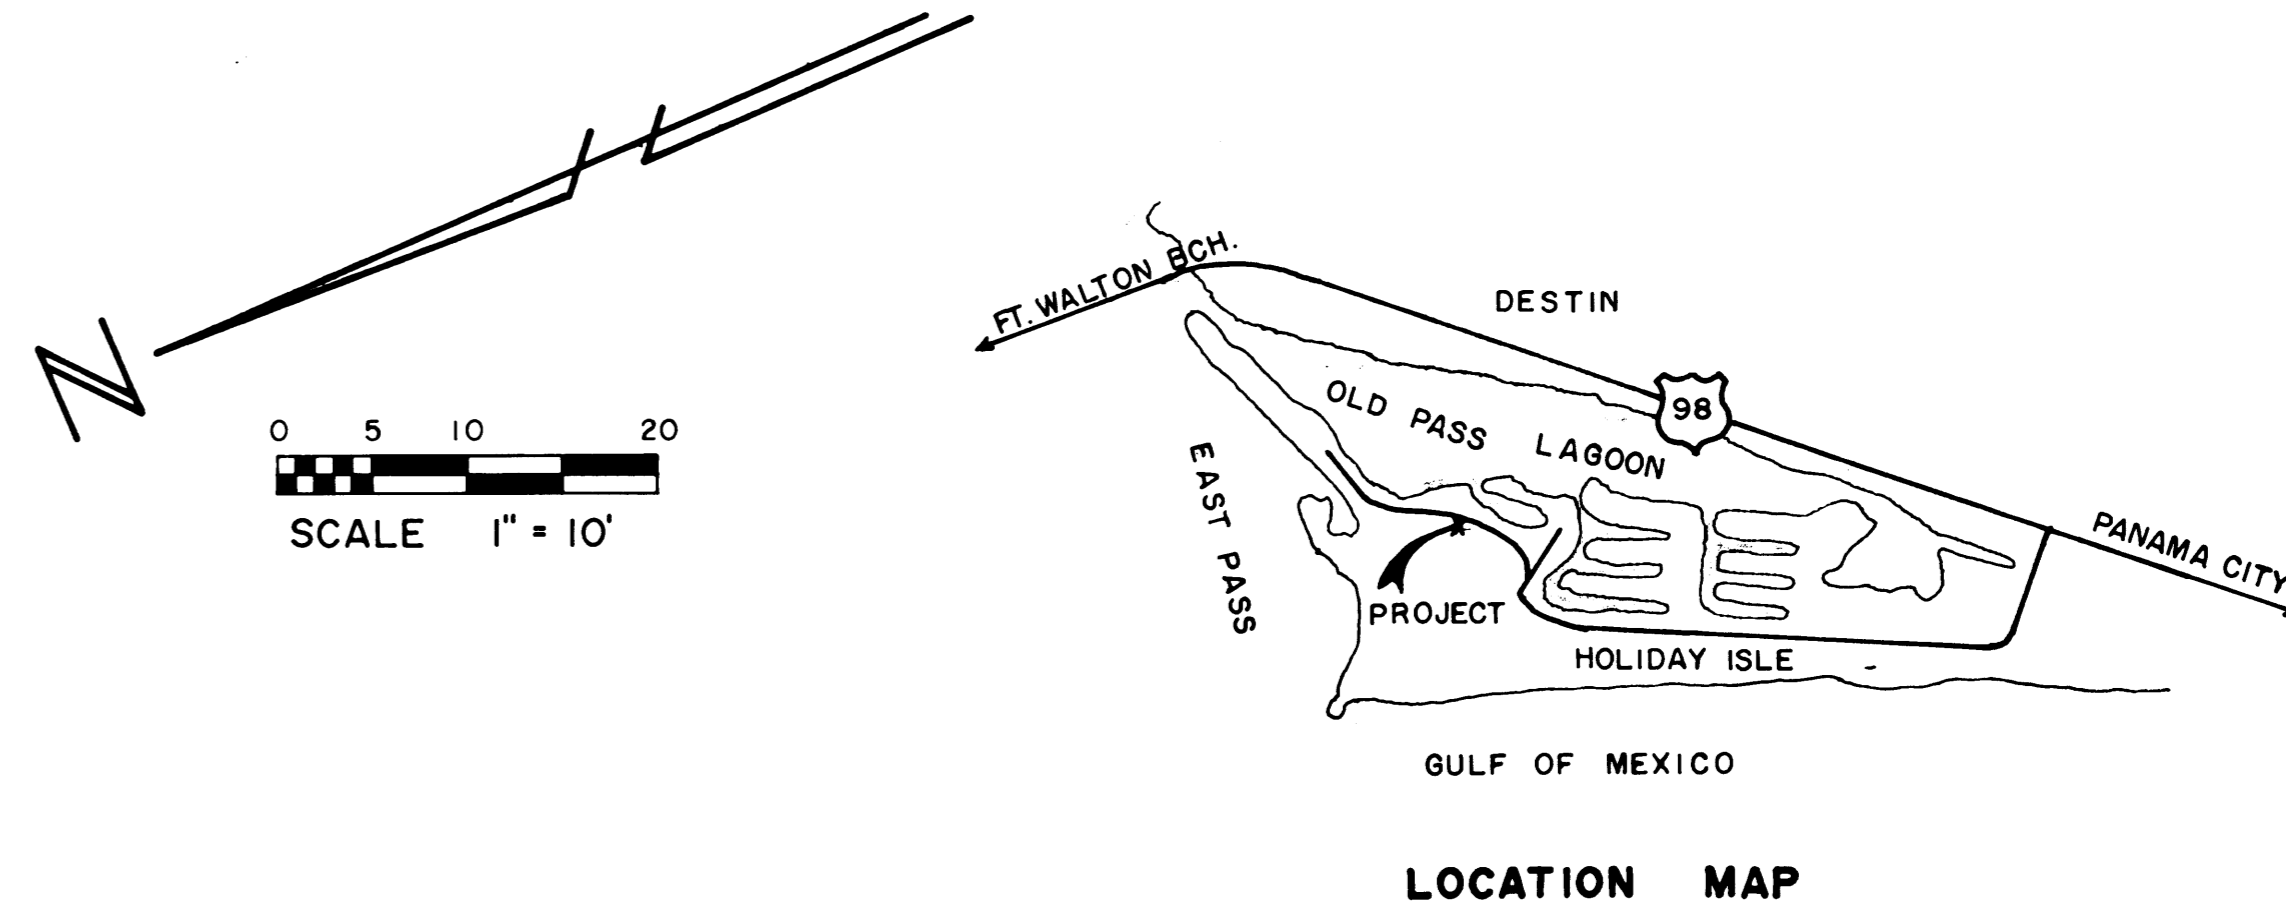 N
0 5 10 20
SCALE 1" = 10'
FT. WALTON BCH.
DESTIN
98
OLD PASS LAGOON
EAST PASS
PANAMA CITY
PROJECT
HOLIDAY ISLE
GULF OF MEXICO
LOCATION MAP